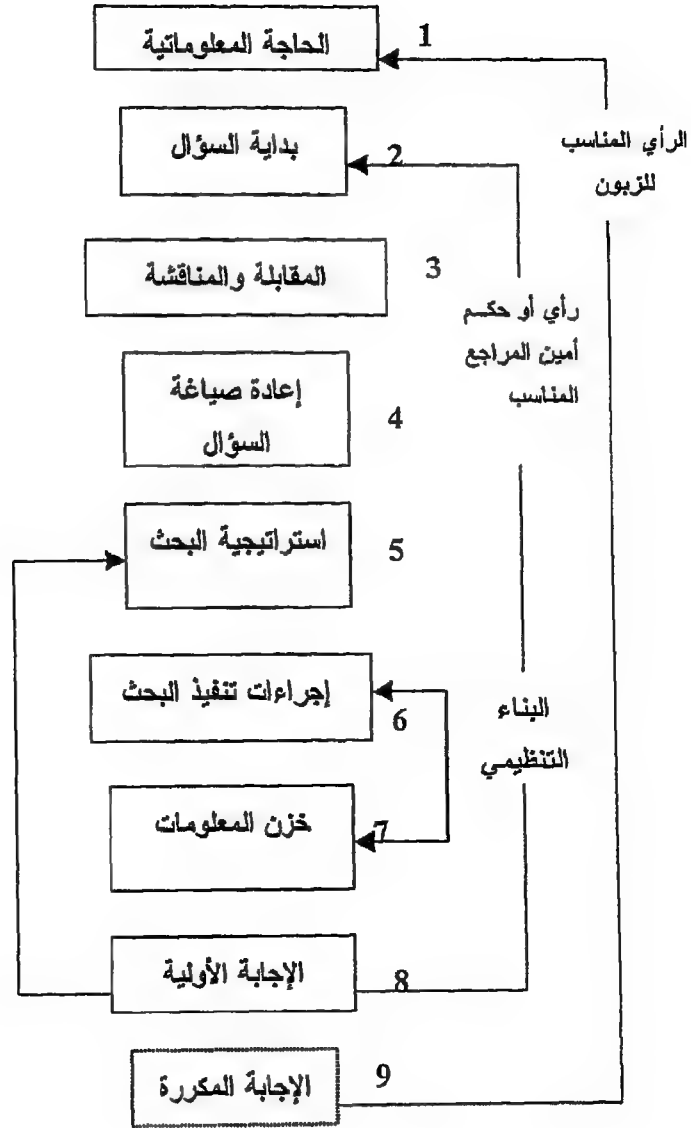 الحاجة المعلوماتية
1
بداية السؤال
2
الرأي المناسب
للزبون
المقابلة والمناقشة
3
رأي أو حكم
أمين المراجع
المناسب
إعادة صياغة
السؤال
4
استراتيجية البحث
5
إجراءات تنفيذ البحث
6
البناء
التنظيمي
خزن المعلومات
7
الإجابة الأولية
8
الإجابة المكررة
9